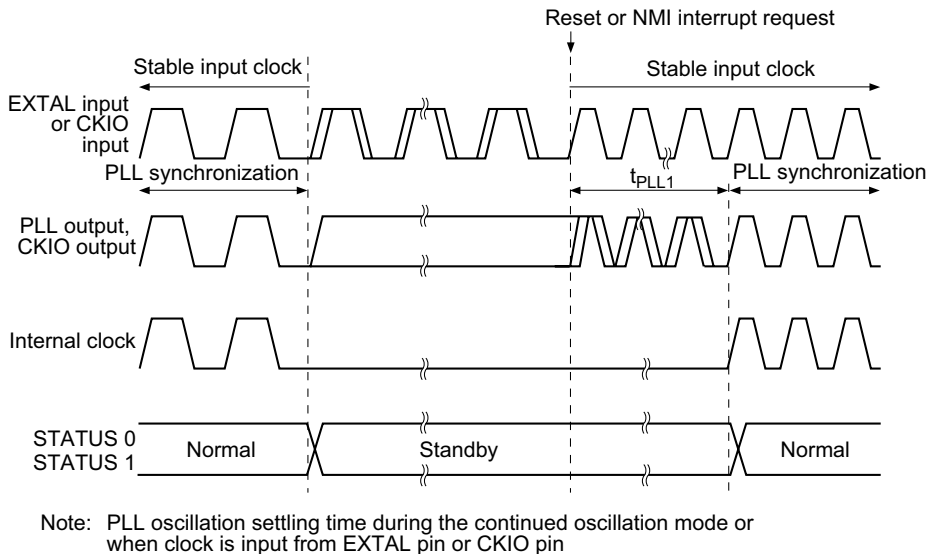 Reset or NMI interrupt request
Stable input clock
Stable input clock
EXTAL input
or CKIO
input
PLL synchronization
tPLL1
PLL synchronization
PLL output,
CKIO output
Internal clock
STATUS 0
STATUS 1
Normal
Standby
Normal
Note: PLL oscillation settling time during the continued oscillation mode or
when clock is input from EXTAL pin or CKIO pin